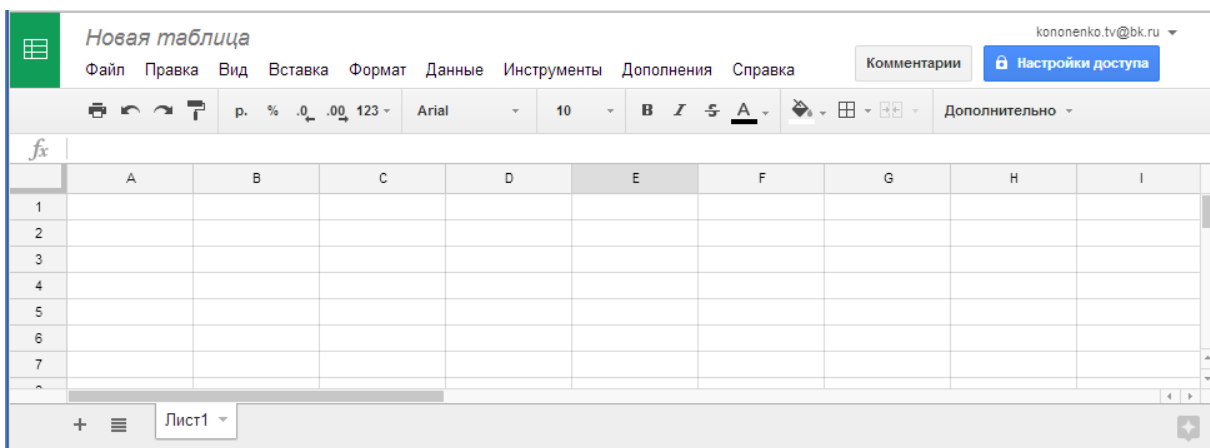 Новая таблица
kononenko.tv@bk.ru
Файл Правка Вид Вставка Формат Данные Инструменты Дополнения Справка
Комментарии
Настройки доступа
р. % .0 .00 123 Arial 10 B I S A Дополнительно
fx
A B C D E F G H I
1
2
3
4
5
6
7
+ Лист1